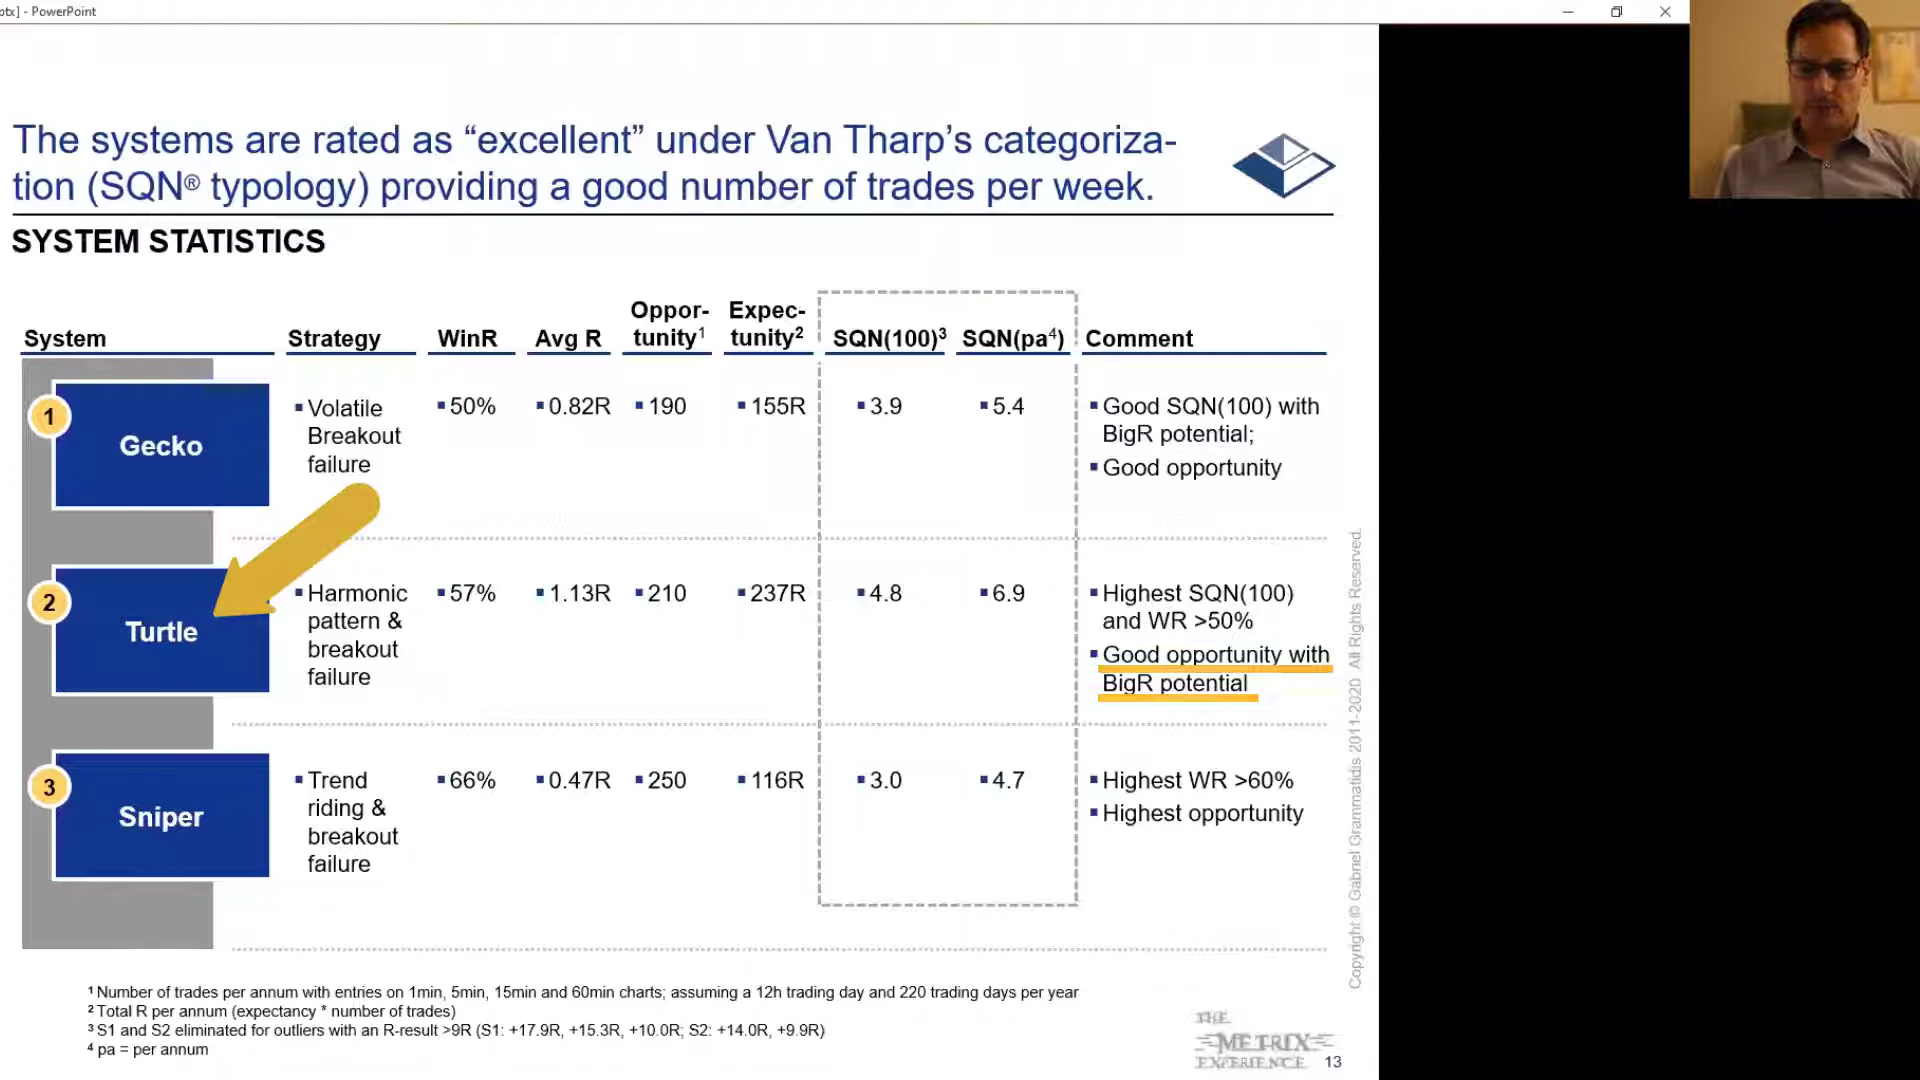 ptx] - PowerPoint
The systems are rated as “excellent” under Van Tharp’s categoriza-
tion (SQN® typology) providing a good number of trades per week.
SYSTEM STATISTICS
System Strategy WinR Avg R Oppor-tunity¹ Expec-tunity² SQN(100)³ SQN(pa⁴) Comment
1 Gecko
▪ Volatile
Breakout
failure
▪ 50% ▪ 0.82R ▪ 190 ▪ 155R ▪ 3.9 ▪ 5.4
▪ Good SQN(100) with
BigR potential;
▪ Good opportunity
2 Turtle
▪ Harmonic
pattern &
breakout
failure
▪ 57% ▪ 1.13R ▪ 210 ▪ 237R ▪ 4.8 ▪ 6.9
▪ Highest SQN(100)
and WR >50%
▪ Good opportunity with
BigR potential
3 Sniper
▪ Trend
riding &
breakout
failure
▪ 66% ▪ 0.47R ▪ 250 ▪ 116R ▪ 3.0 ▪ 4.7
▪ Highest WR >60%
▪ Highest opportunity
¹ Number of trades per annum with entries on 1min, 5min, 15min and 60min charts; assuming a 12h trading day and 220 trading days per year
² Total R per annum (expectancy * number of trades)
³ S1 and S2 eliminated for outliers with an R-result >9R (S1: +17.9R, +15.3R, +10.0R; S2: +14.0R, +9.9R)
⁴ pa = per annum
Copyright © Gabriel Grammatidis 2011-2020 All Rights Reserved.
THE
METRIX
EXPERIENCE
13